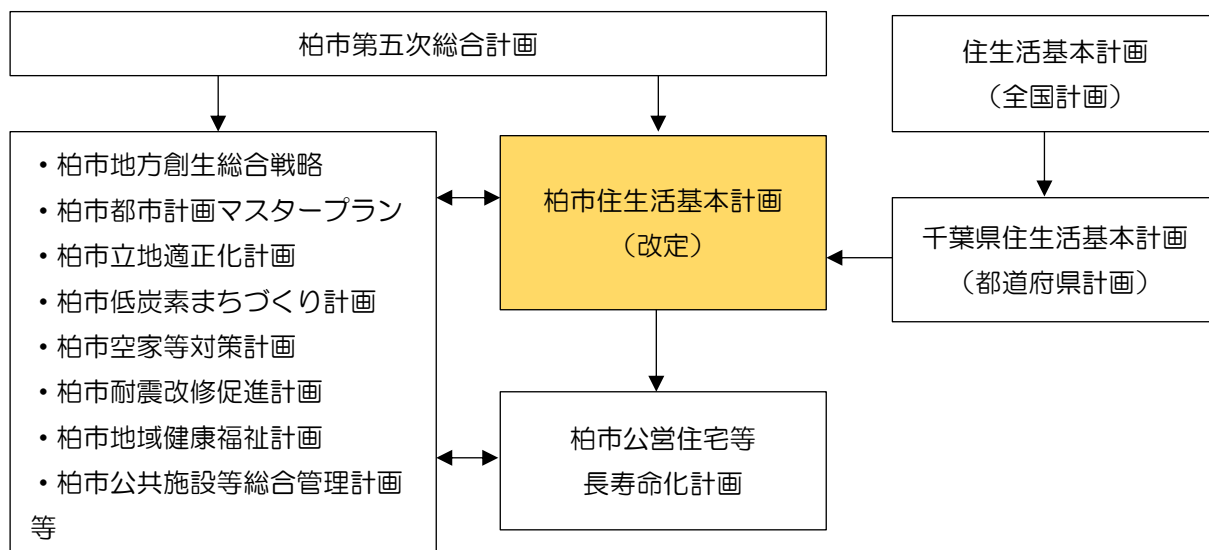 柏市第五次総合計画
住生活基本計画
（全国計画）
・柏市地方創生総合戦略
・柏市都市計画マスタープラン
・柏市立地適正化計画
・柏市低炭素まちづくり計画
・柏市空家等対策計画
・柏市耐震改修促進計画
・柏市地域健康福祉計画
・柏市公共施設等総合管理計画
等
柏市住生活基本計画
（改定）
千葉県住生活基本計画
（都道府県計画）
柏市公営住宅等
長寿命化計画